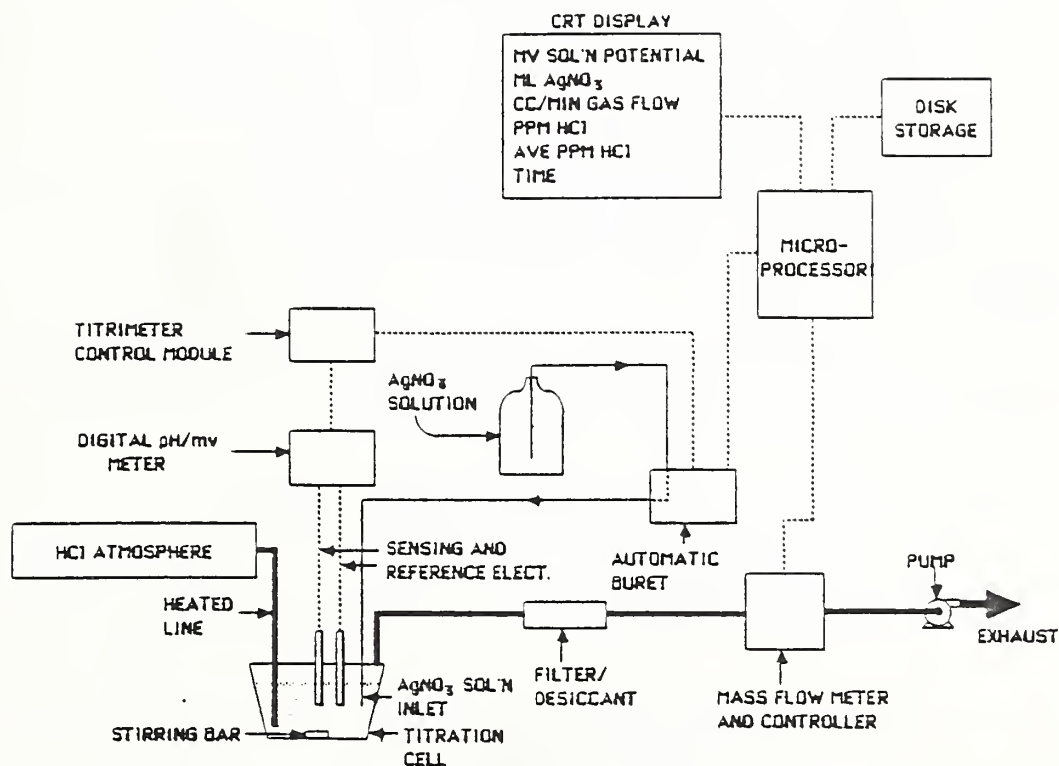 CRT DISPLAY
MV SOL'N POTENTIAL
ML AgNO₃
CC/MIN GAS FLOW
PPM HCl
AVE PPM HCl
TIME
DISK
STORAGE
MICRO-
PROCESSOR
TITRIMETER
CONTROL MODULE
AgNO₃
SOLUTION
DIGITAL pH/mv
METER
HCl ATMOSPHERE
SENSING AND
REFERENCE ELECT.
AUTOMATIC
BURET
PUMP
HEATED
LINE
EXHAUST
AgNO₃ SOL'N
INLET
FILTER/
DESICCANT
MASS FLOW METER
AND CONTROLLER
STIRRING BAR
TITRATION
CELL